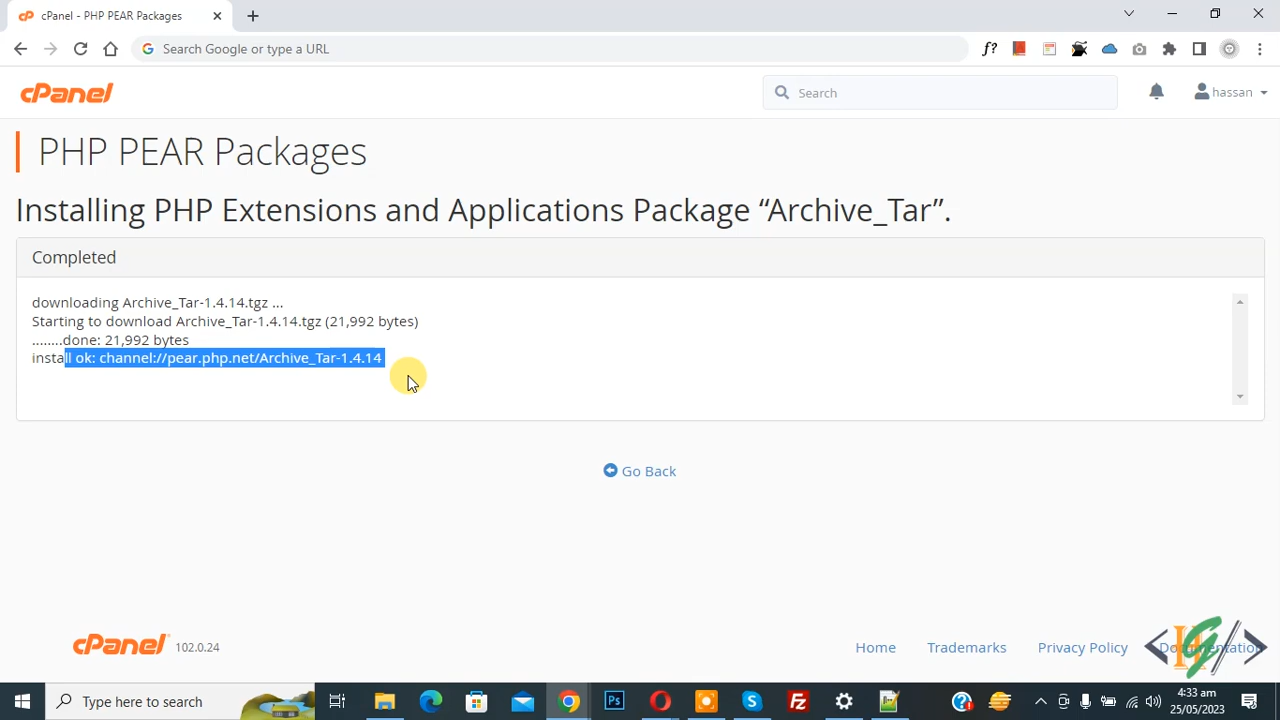 cPanel - PHP PEAR Packages
Search Google or type a URL
f?
cPanel
Search
hassan
PHP PEAR Packages
Installing PHP Extensions and Applications Package “Archive_Tar”.
Completed
downloading Archive_Tar-1.4.14.tgz ...
Starting to download Archive_Tar-1.4.14.tgz (21,992 bytes)
........done: 21,992 bytes
install ok: channel://pear.php.net/Archive_Tar-1.4.14
Go Back
cPanel 102.0.24
Home Trademarks Privacy Policy Documentation
Type here to search
4:33 am
25/05/2023